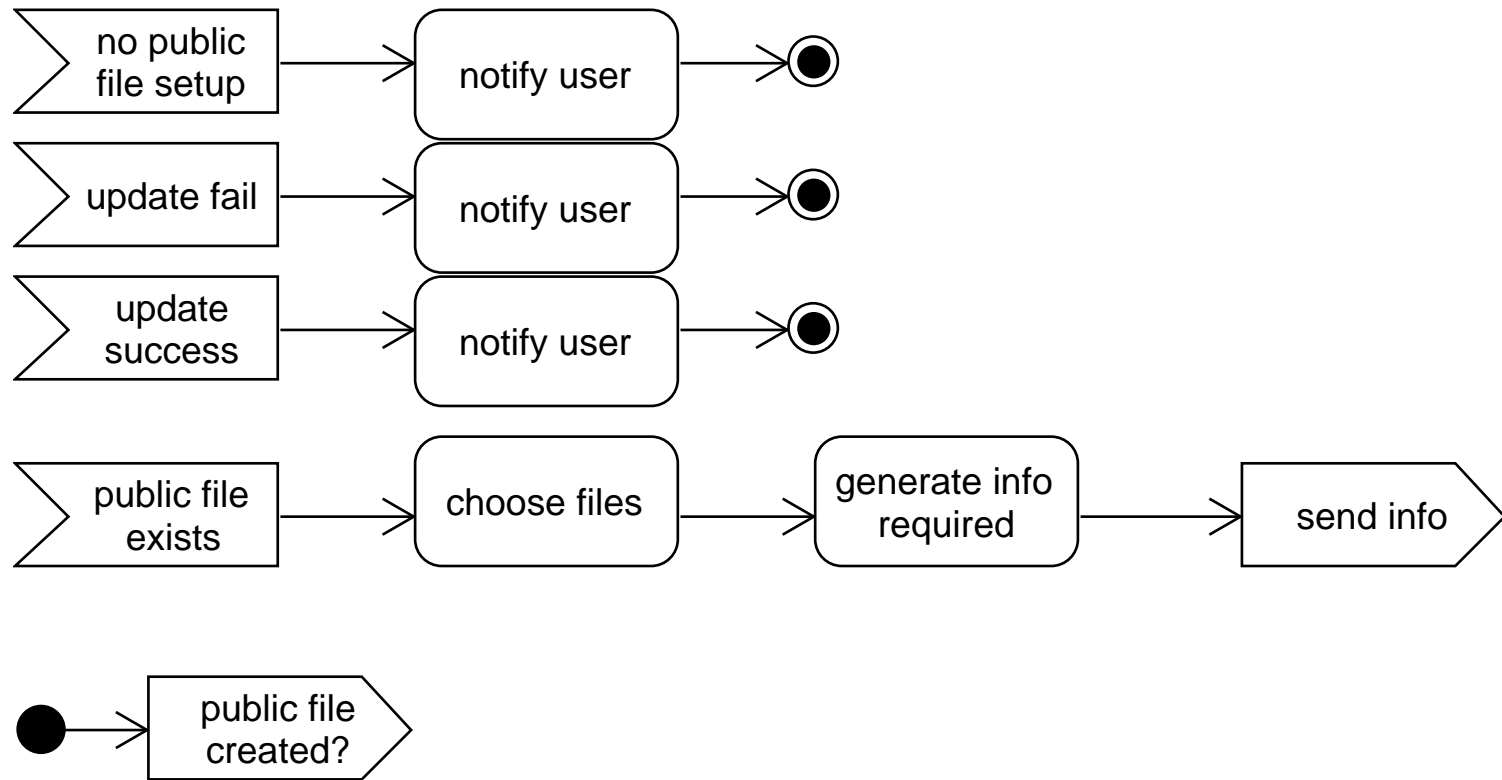 no public
file setup
notify user
update fail
notify user
update
success
notify user
public file
exists
choose files
generate info
required
send info
public file
created?